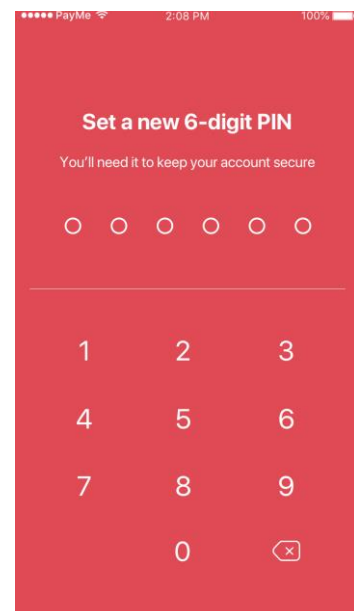 PayMe 2:08 PM 100%
Set a new 6-digit PIN
You'll need it to keep your account secure
1 2 3
4 5 6
7 8 9
0